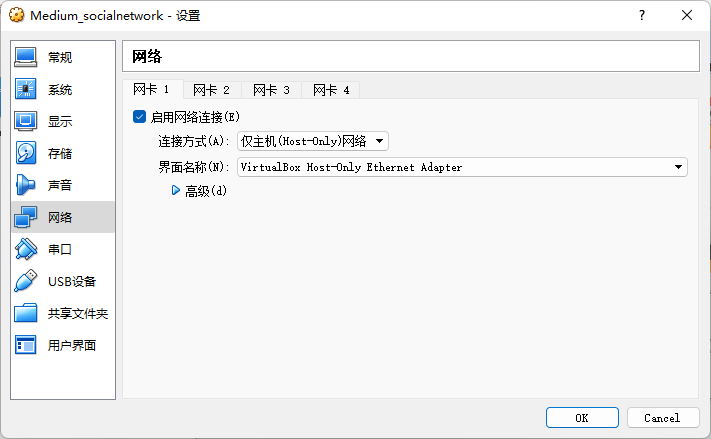 Medium_socialnetwork - 设置
?
常规
系统
显示
存储
声音
网络
串口
USB设备
共享文件夹
用户界面
网络
网卡 1 网卡 2 网卡 3 网卡 4
启用网络连接(E)
连接方式(A): 仅主机(Host-Only)网络
界面名称(N): VirtualBox Host-Only Ethernet Adapter
高级(d)
OK Cancel